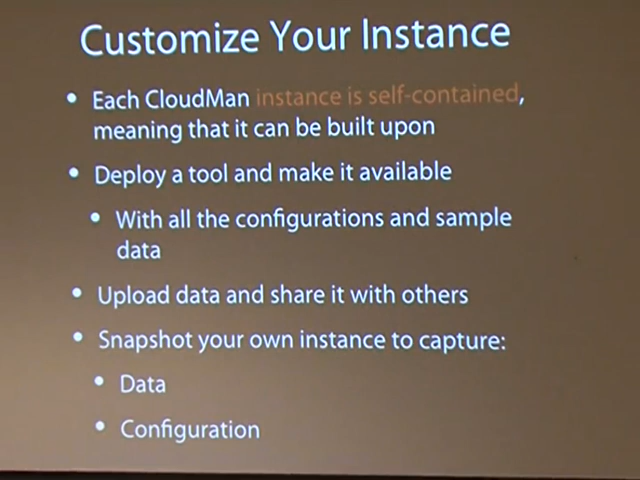 Customize Your Instance
• Each CloudMan instance is self-contained,
meaning that it can be built upon
• Deploy a tool and make it available
• With all the configurations and sample
data
• Upload data and share it with others
• Snapshot your own instance to capture:
• Data
• Configuration